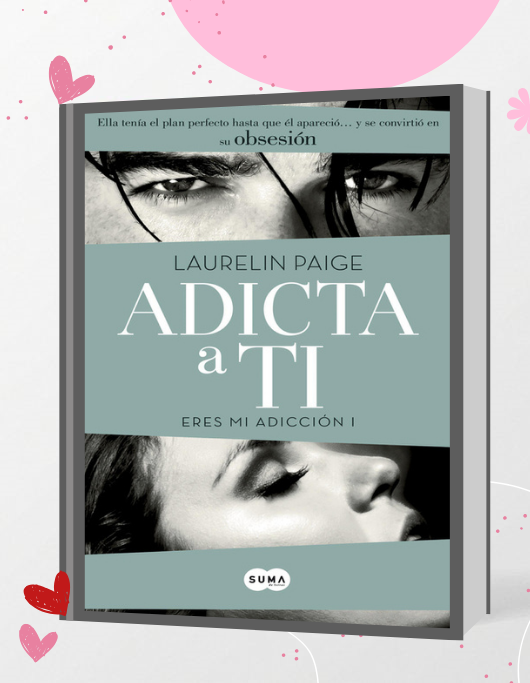 Ella tenía el plan perfecto hasta que él apareció... y se convirtió en
su obsesión
LAURELIN PAIGE
ADICTA
a TI
ERES MI ADICCIÓN I
SUMA